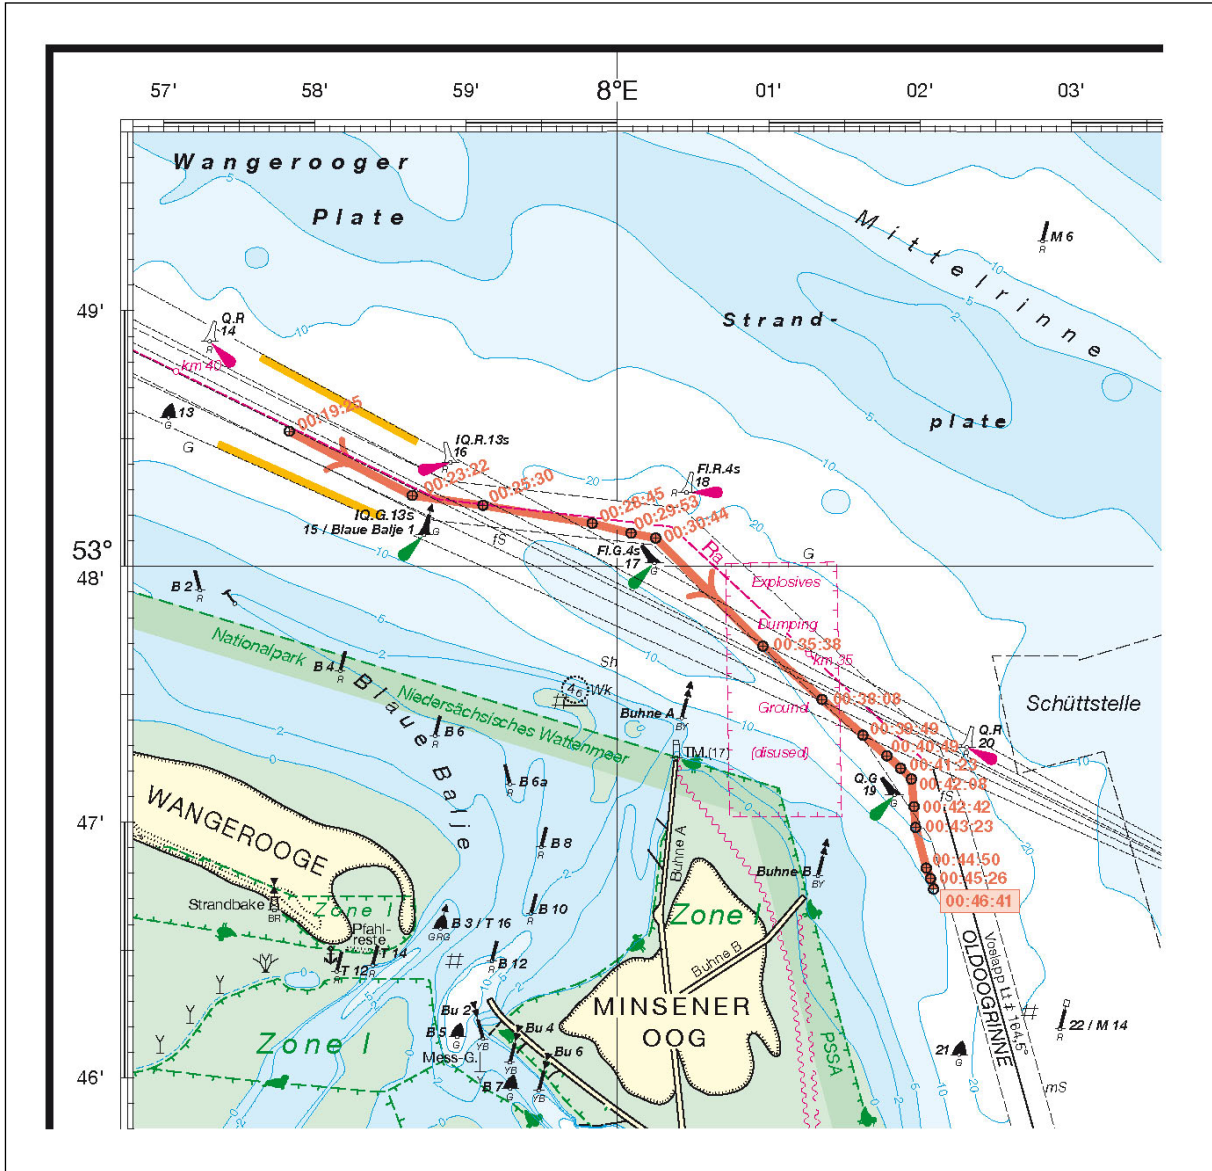 57'
58'
59'
8°E
01'
02'
03'
Wangerooger
Plate
Mittelrinne
M 6
R
5
10
49'
Strand-
plate
Q.R
14
R
km 40
13
G
G
00:19:25
IQ.R.13s
16
R
00:23:22
00:25:30
20
Fl.R.4s
18
R
00:28:45
00:29:53
00:30:44
IQ.G.13s
15 / Blaue Balje 1
G
fS
Fl.G.4s
17
G
Ra
G
53°
48'
10
Explosives
Dumping
Ground
(disused)
B 2
R
Nationalpark
Niedersächsisches Wattenmeer
B 4
R
Blaue Balje
Sh
4₆
Wk
00:35:38
km 35
Schüttstelle
00:38:08
B 6
R
Buhne A
BY
TM.(17)
00:39:49
00:40:49
Q.R
20
R
00:41:23
00:42:08
Q.G
19
G
fS
B 6a
R
00:42:42
00:43:23
47'
WANGEROOGE
B 8
R
Buhne A
Buhne B
BY
00:44:50
00:45:26
00:46:41
Strandbake
BR
Zone I
Pfahl-
reste
B 3 / T 16
GRG
B 10
R
Zone I
T 14
R
T 12
R
B 12
R
Buhne B
MINSENER
OOG
OLDOOGRINNE
Bu 2
YB
Bu 4
YB
Bu 6
YB
B 5
G
Mess-G.
B 7
G
Zone I
PSSA
22 / M 14
R
21
G
mS
46'